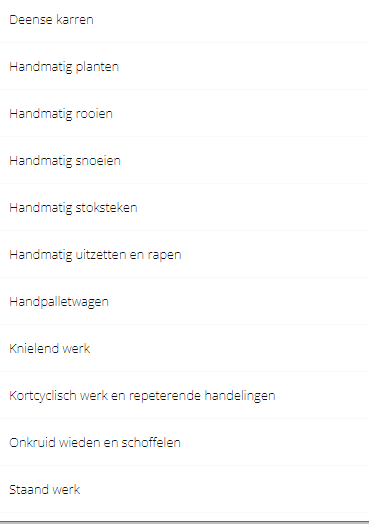 Deense karren
Handmatig planten
Handmatig rooien
Handmatig snoeien
Handmatig stoksteken
Handmatig uitzetten en rapen
Handpalletwagen
Knielend werk
Kortcyclisch werk en repeterende handelingen
Onkruid wieden en schoffelen
Staand werk